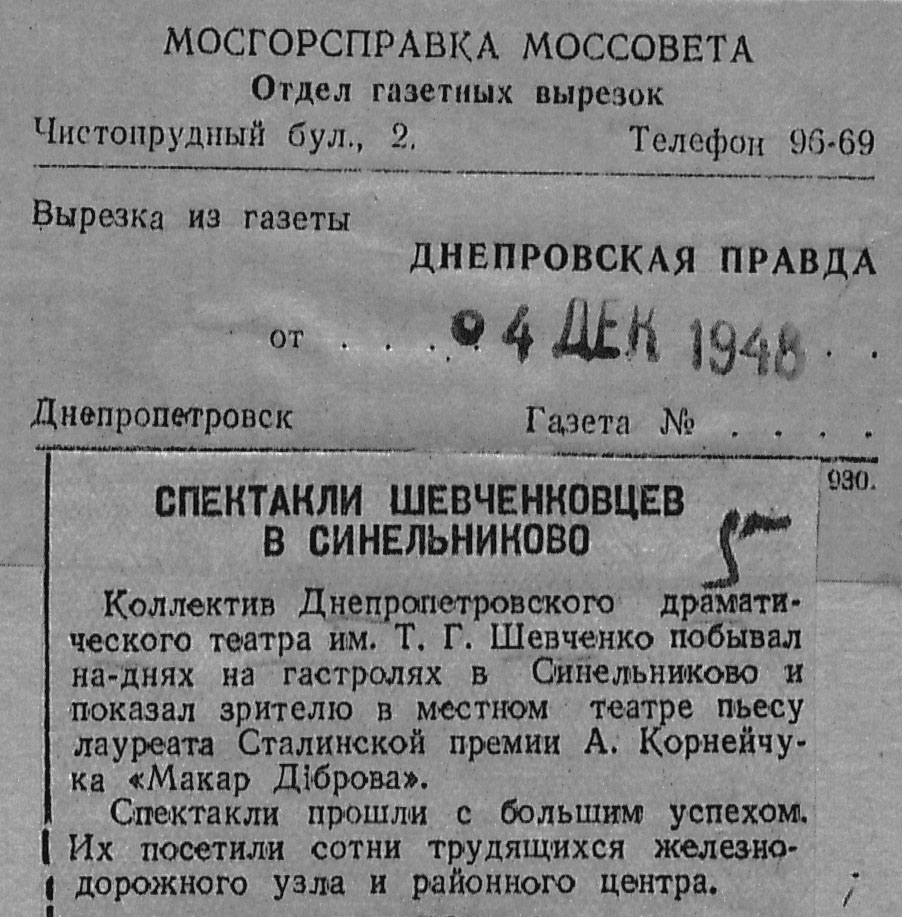 МОСГОРСПРАВКА МОССОВЕТА
Отдел газетных вырезок
Чистопрудный бул., 2. Телефон 96-69
Вырезка из газеты
ДНЕПРОВСКАЯ ПРАВДА
от . . . . 04 ДЕК 1948 . .
Днепропетровск Газета № . . . .
930.
СПЕКТАКЛИ ШЕВЧЕНКОВЦЕВ
В СИНЕЛЬНИКОВО
5
Коллектив Днепропетровского драмати-
ческого театра им. Т. Г. Шевченко побывал
на-днях на гастролях в Синельниково и
показал зрителю в местном театре пьесу
лауреата Сталинской премии А. Корнейчу-
ка «Макар Діброва».
Спектакли прошли с большим успехом.
Их посетили сотни трудящихся железно-
дорожного узла и районного центра.